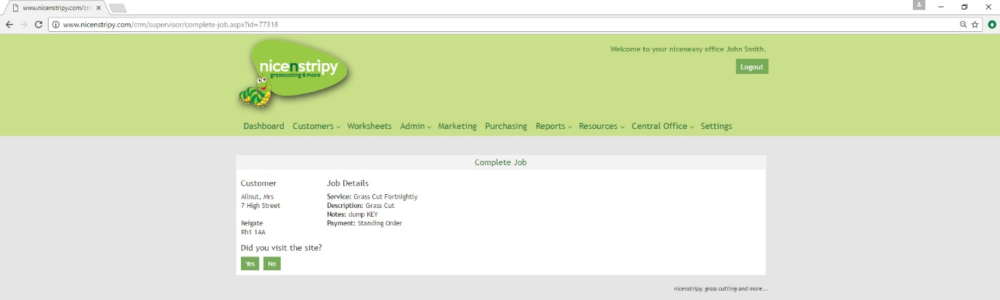 www.nicenstripy.com/crm
www.nicenstripy.com/crm/supervisor/complete-job.aspx?id=77318
Welcome to your niceneasy office John Smith.
Logout
nicenstripy
grasscutting & more
Dashboard Customers Worksheets Admin Marketing Purchasing Reports Resources Central Office Settings
Complete Job
Customer Job Details
Allnut, Mrs Service: Grass Cut Fortnightly
7 High Street Description: Grass Cut
Notes: dump KEY
Reigate Payment: Standing Order
Rh1 1AA
Did you visit the site?
Yes No
nicenstripy, grass cutting and more...